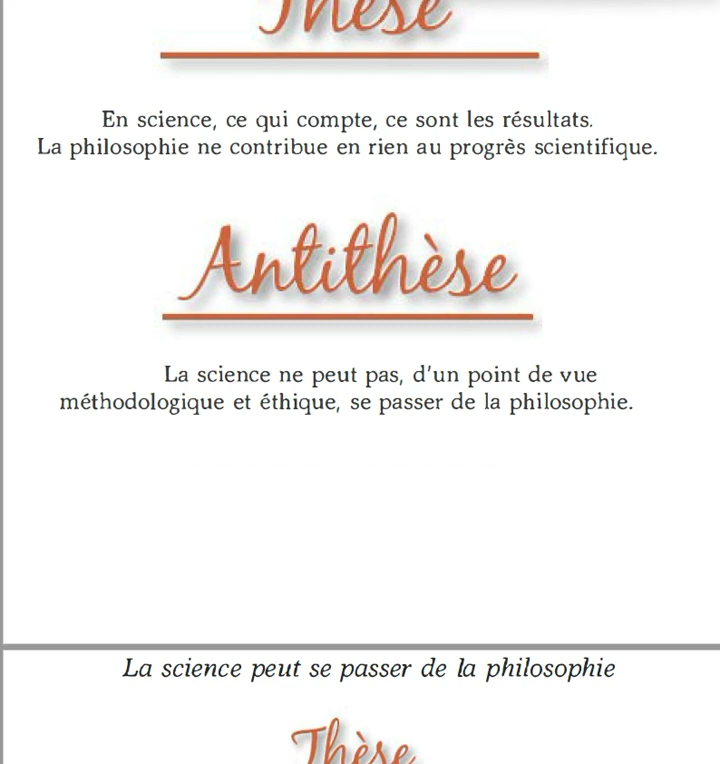 Thèse
En science, ce qui compte, ce sont les résultats.
La philosophie ne contribue en rien au progrès scientifique.
Antithèse
La science ne peut pas, d'un point de vue
méthodologique et éthique, se passer de la philosophie.
La science peut se passer de la philosophie
Thèse